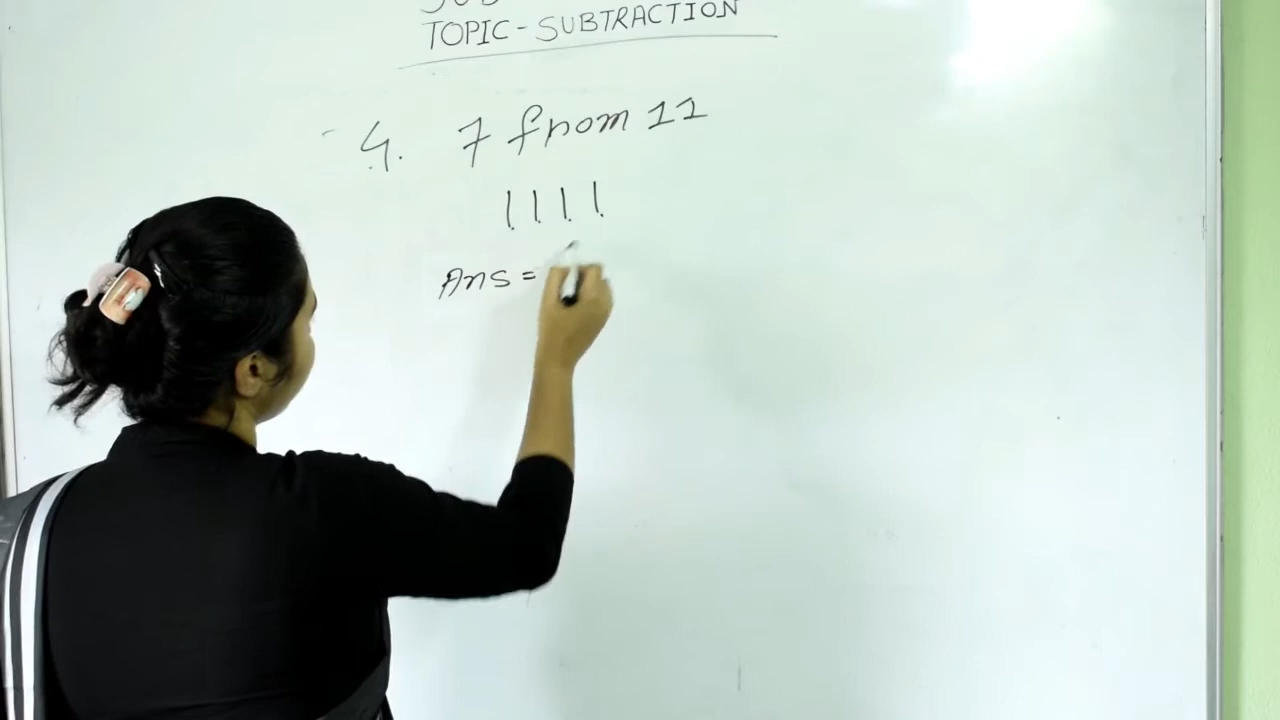 TOPIC - SUBTRACTION
4. 7 from 11
| | | |
Ans =